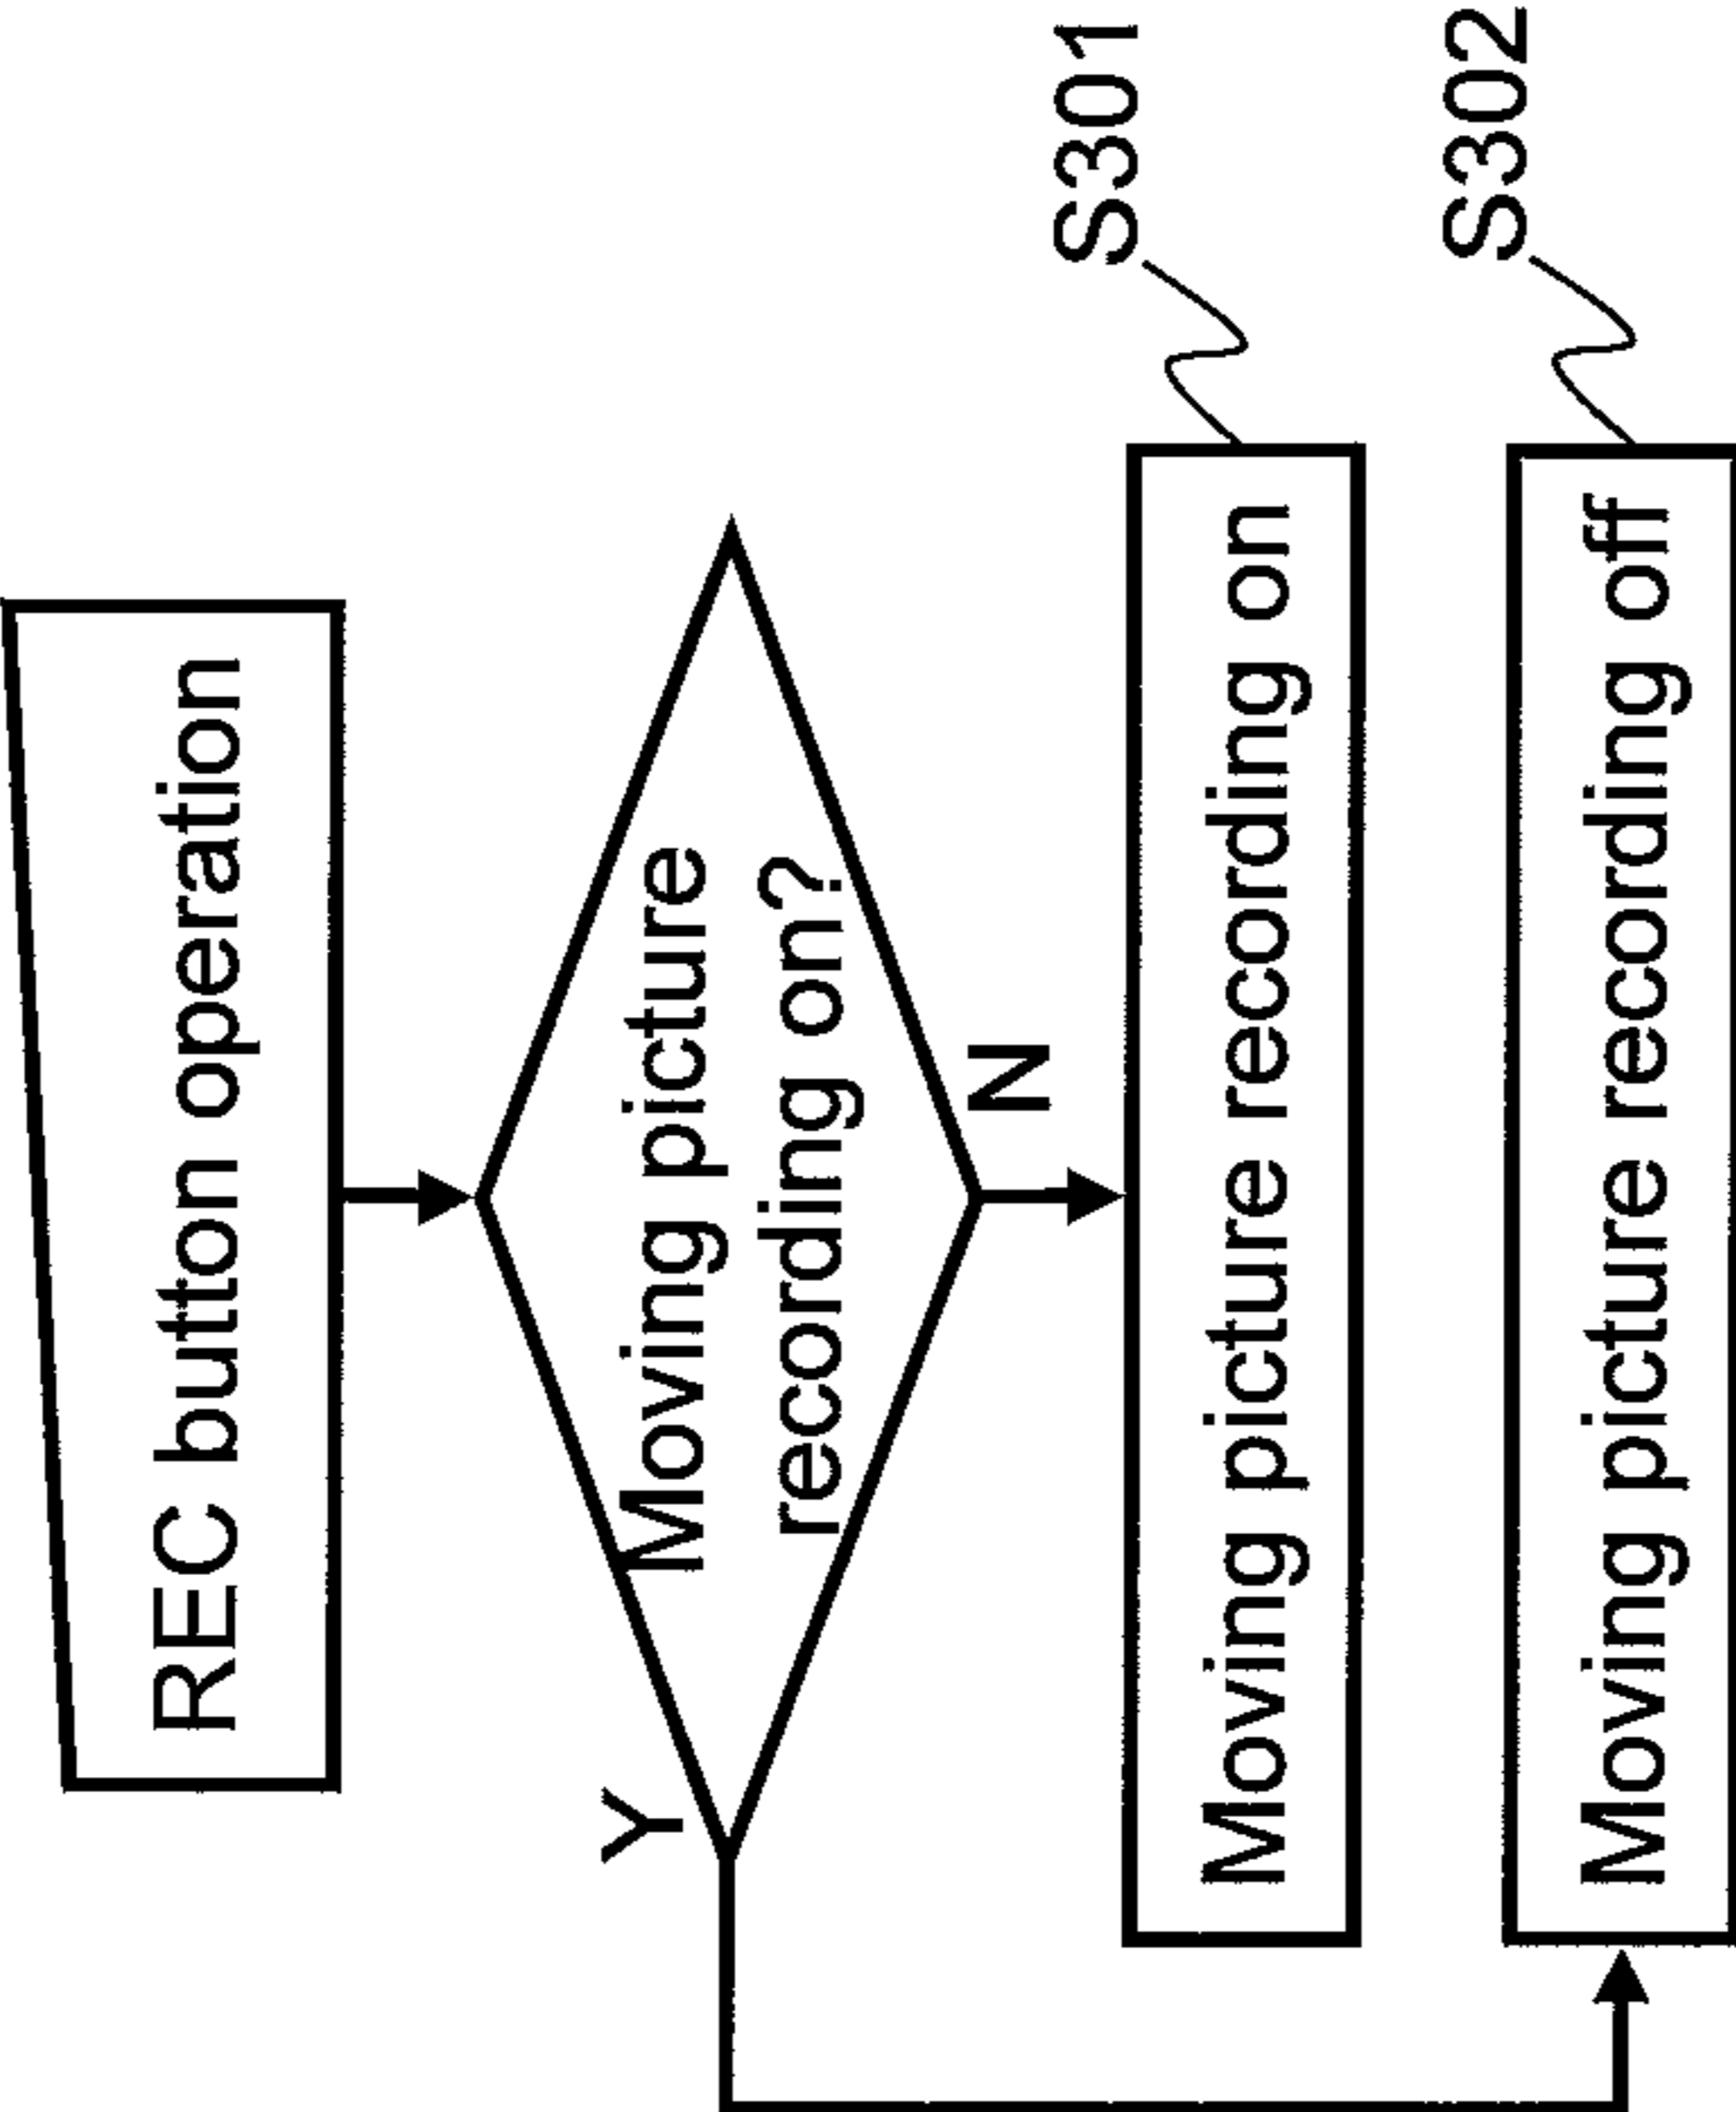 REC button operation
Moving picture
recording on?
Y
N
Moving picture recording on
S301
Moving picture recording off
S302